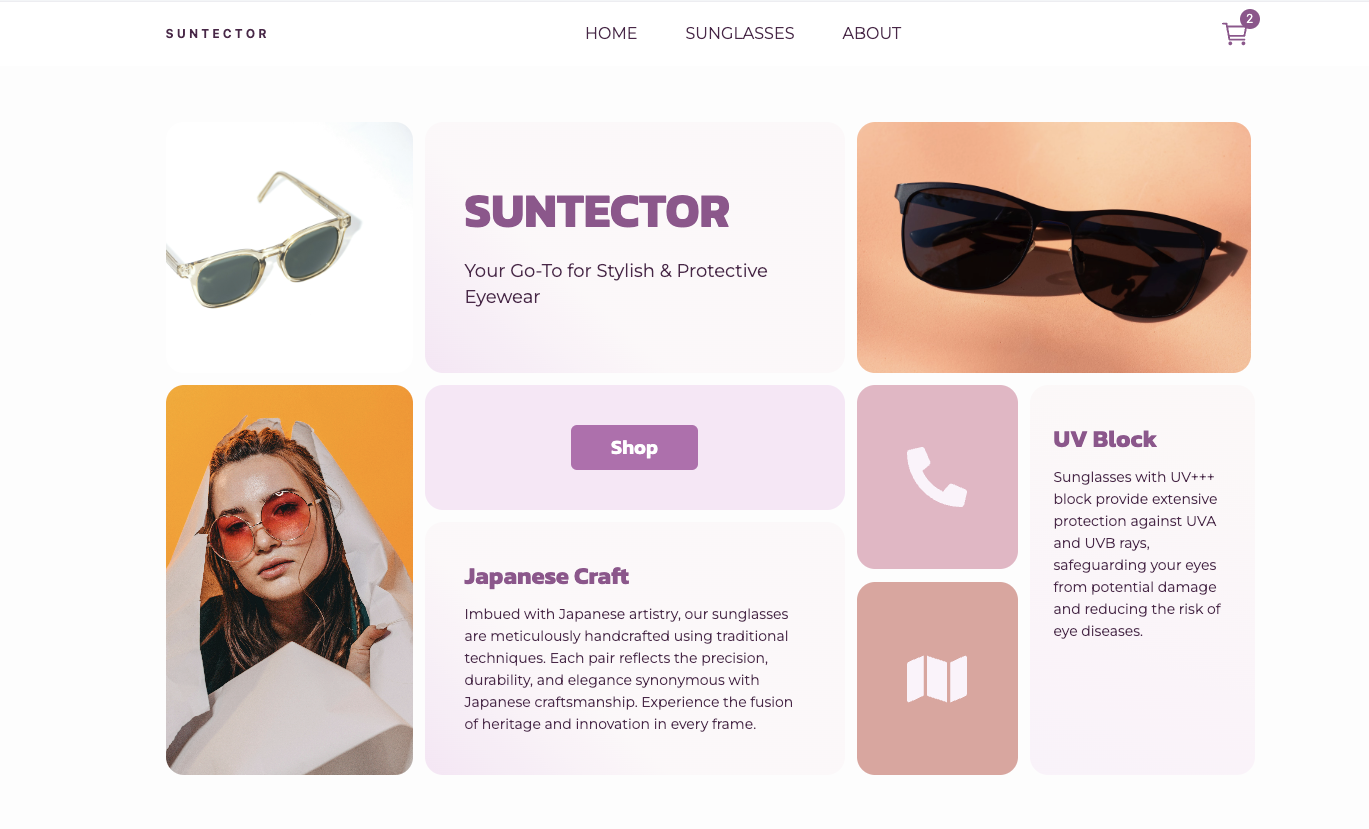 SUNTECTOR
HOME
SUNGLASSES
ABOUT
2
SUNTECTOR
Your Go-To for Stylish & Protective
Eyewear
Shop
Japanese Craft
Imbued with Japanese artistry, our sunglasses
are meticulously handcrafted using traditional
techniques. Each pair reflects the precision,
durability, and elegance synonymous with
Japanese craftsmanship. Experience the fusion
of heritage and innovation in every frame.
UV Block
Sunglasses with UV+++
block provide extensive
protection against UVA
and UVB rays,
safeguarding your eyes
from potential damage
and reducing the risk of
eye diseases.